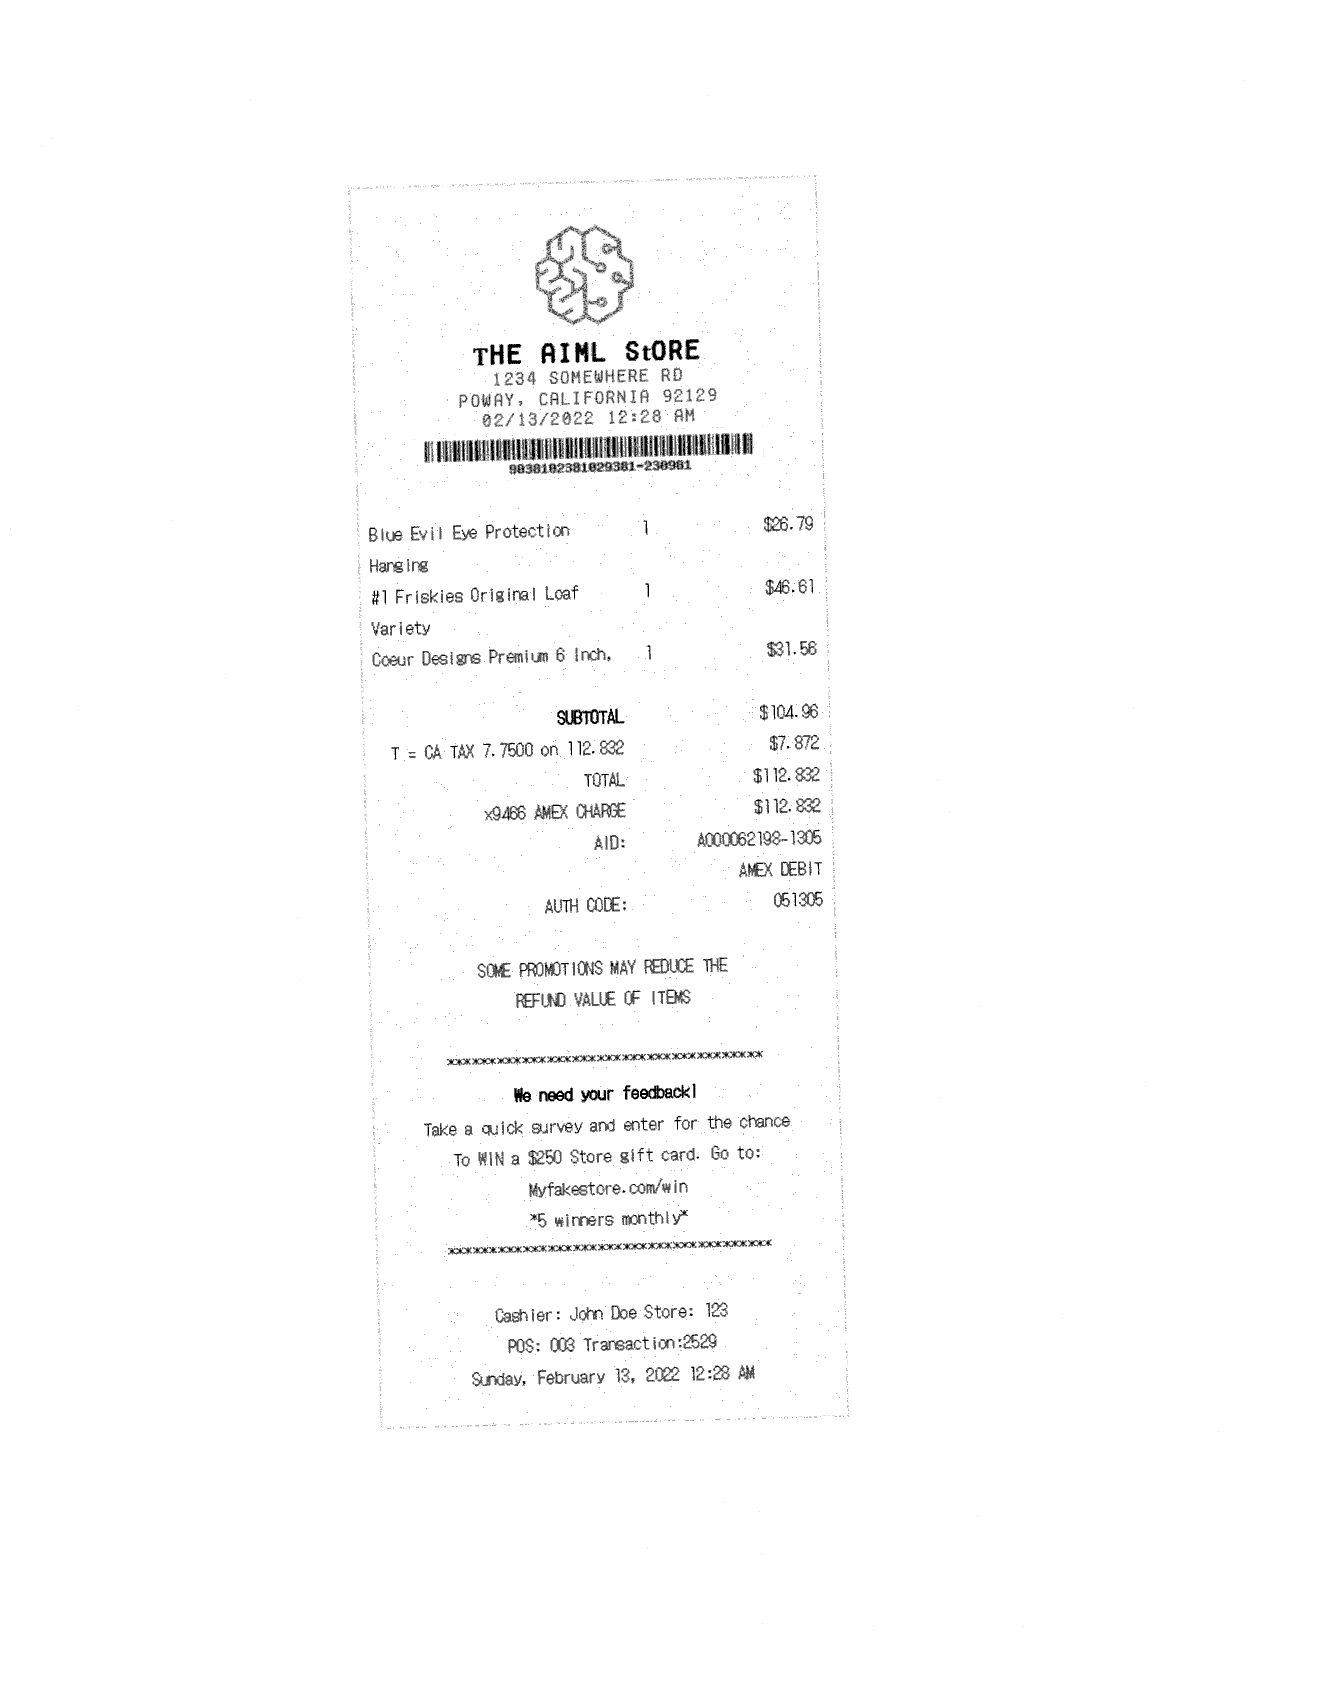 THE AIML StORE
1234 SOMEWHERE RD
POWAY, CALIFORNIA 92129
02/13/2022 12:28 AM
9038102381029381-230981
Blue Evil Eye Protection 1 $26.79
Hanging
#1 Friskies Original Loaf 1 $46.61
Variety
Coeur Designs Premium 6 Inch, 1 $31.56
SUBTOTAL $104.96
T = CA TAX 7.7500 on 112.832 $7.872
TOTAL $112.832
x9466 AMEX CHARGE $112.832
AID: A000062198-1305
AMEX DEBIT
AUTH CODE: 051305
SOME PROMOTIONS MAY REDUCE THE
REFUND VALUE OF ITEMS
***************************************
We need your feedback!
Take a quick survey and enter for the chance
To WIN a $250 Store gift card. Go to:
Myfakestore.com/win
*5 winners monthly*
****************************************
Cashier: John Doe Store: 123
POS: 003 Transaction:2529
Sunday, February 13, 2022 12:28 AM